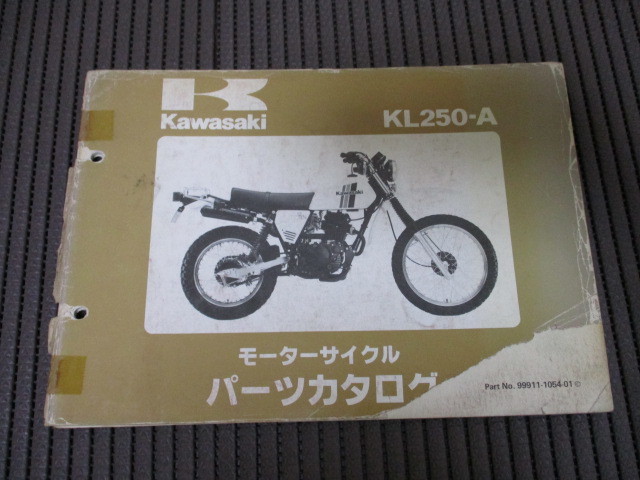 Kawasaki
KL250-A
Kawasaki
モーターサイクル
パーツカタログ
Part No. 99911-1054-01